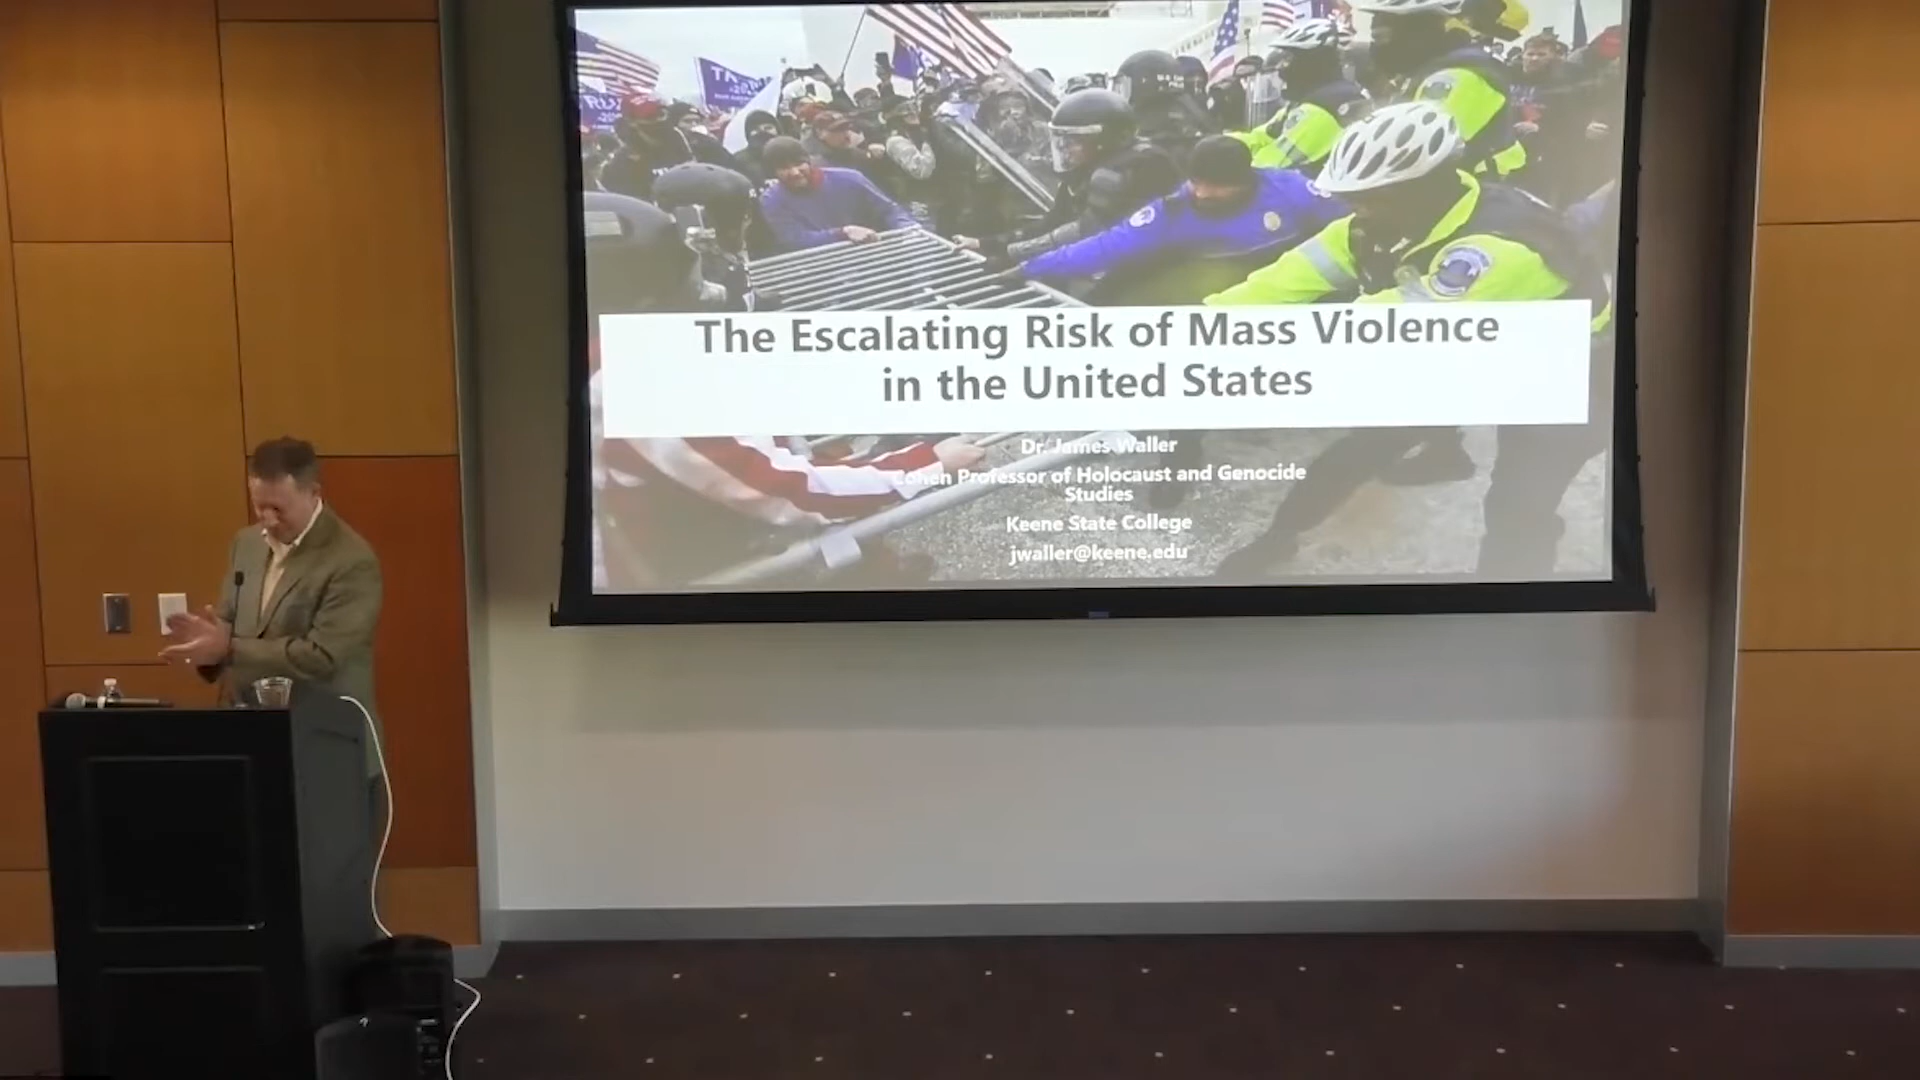 The Escalating Risk of Mass Violence
in the United States
Dr. James Waller
Cohen Professor of Holocaust and Genocide
Studies
Keene State College
jwaller@keene.edu